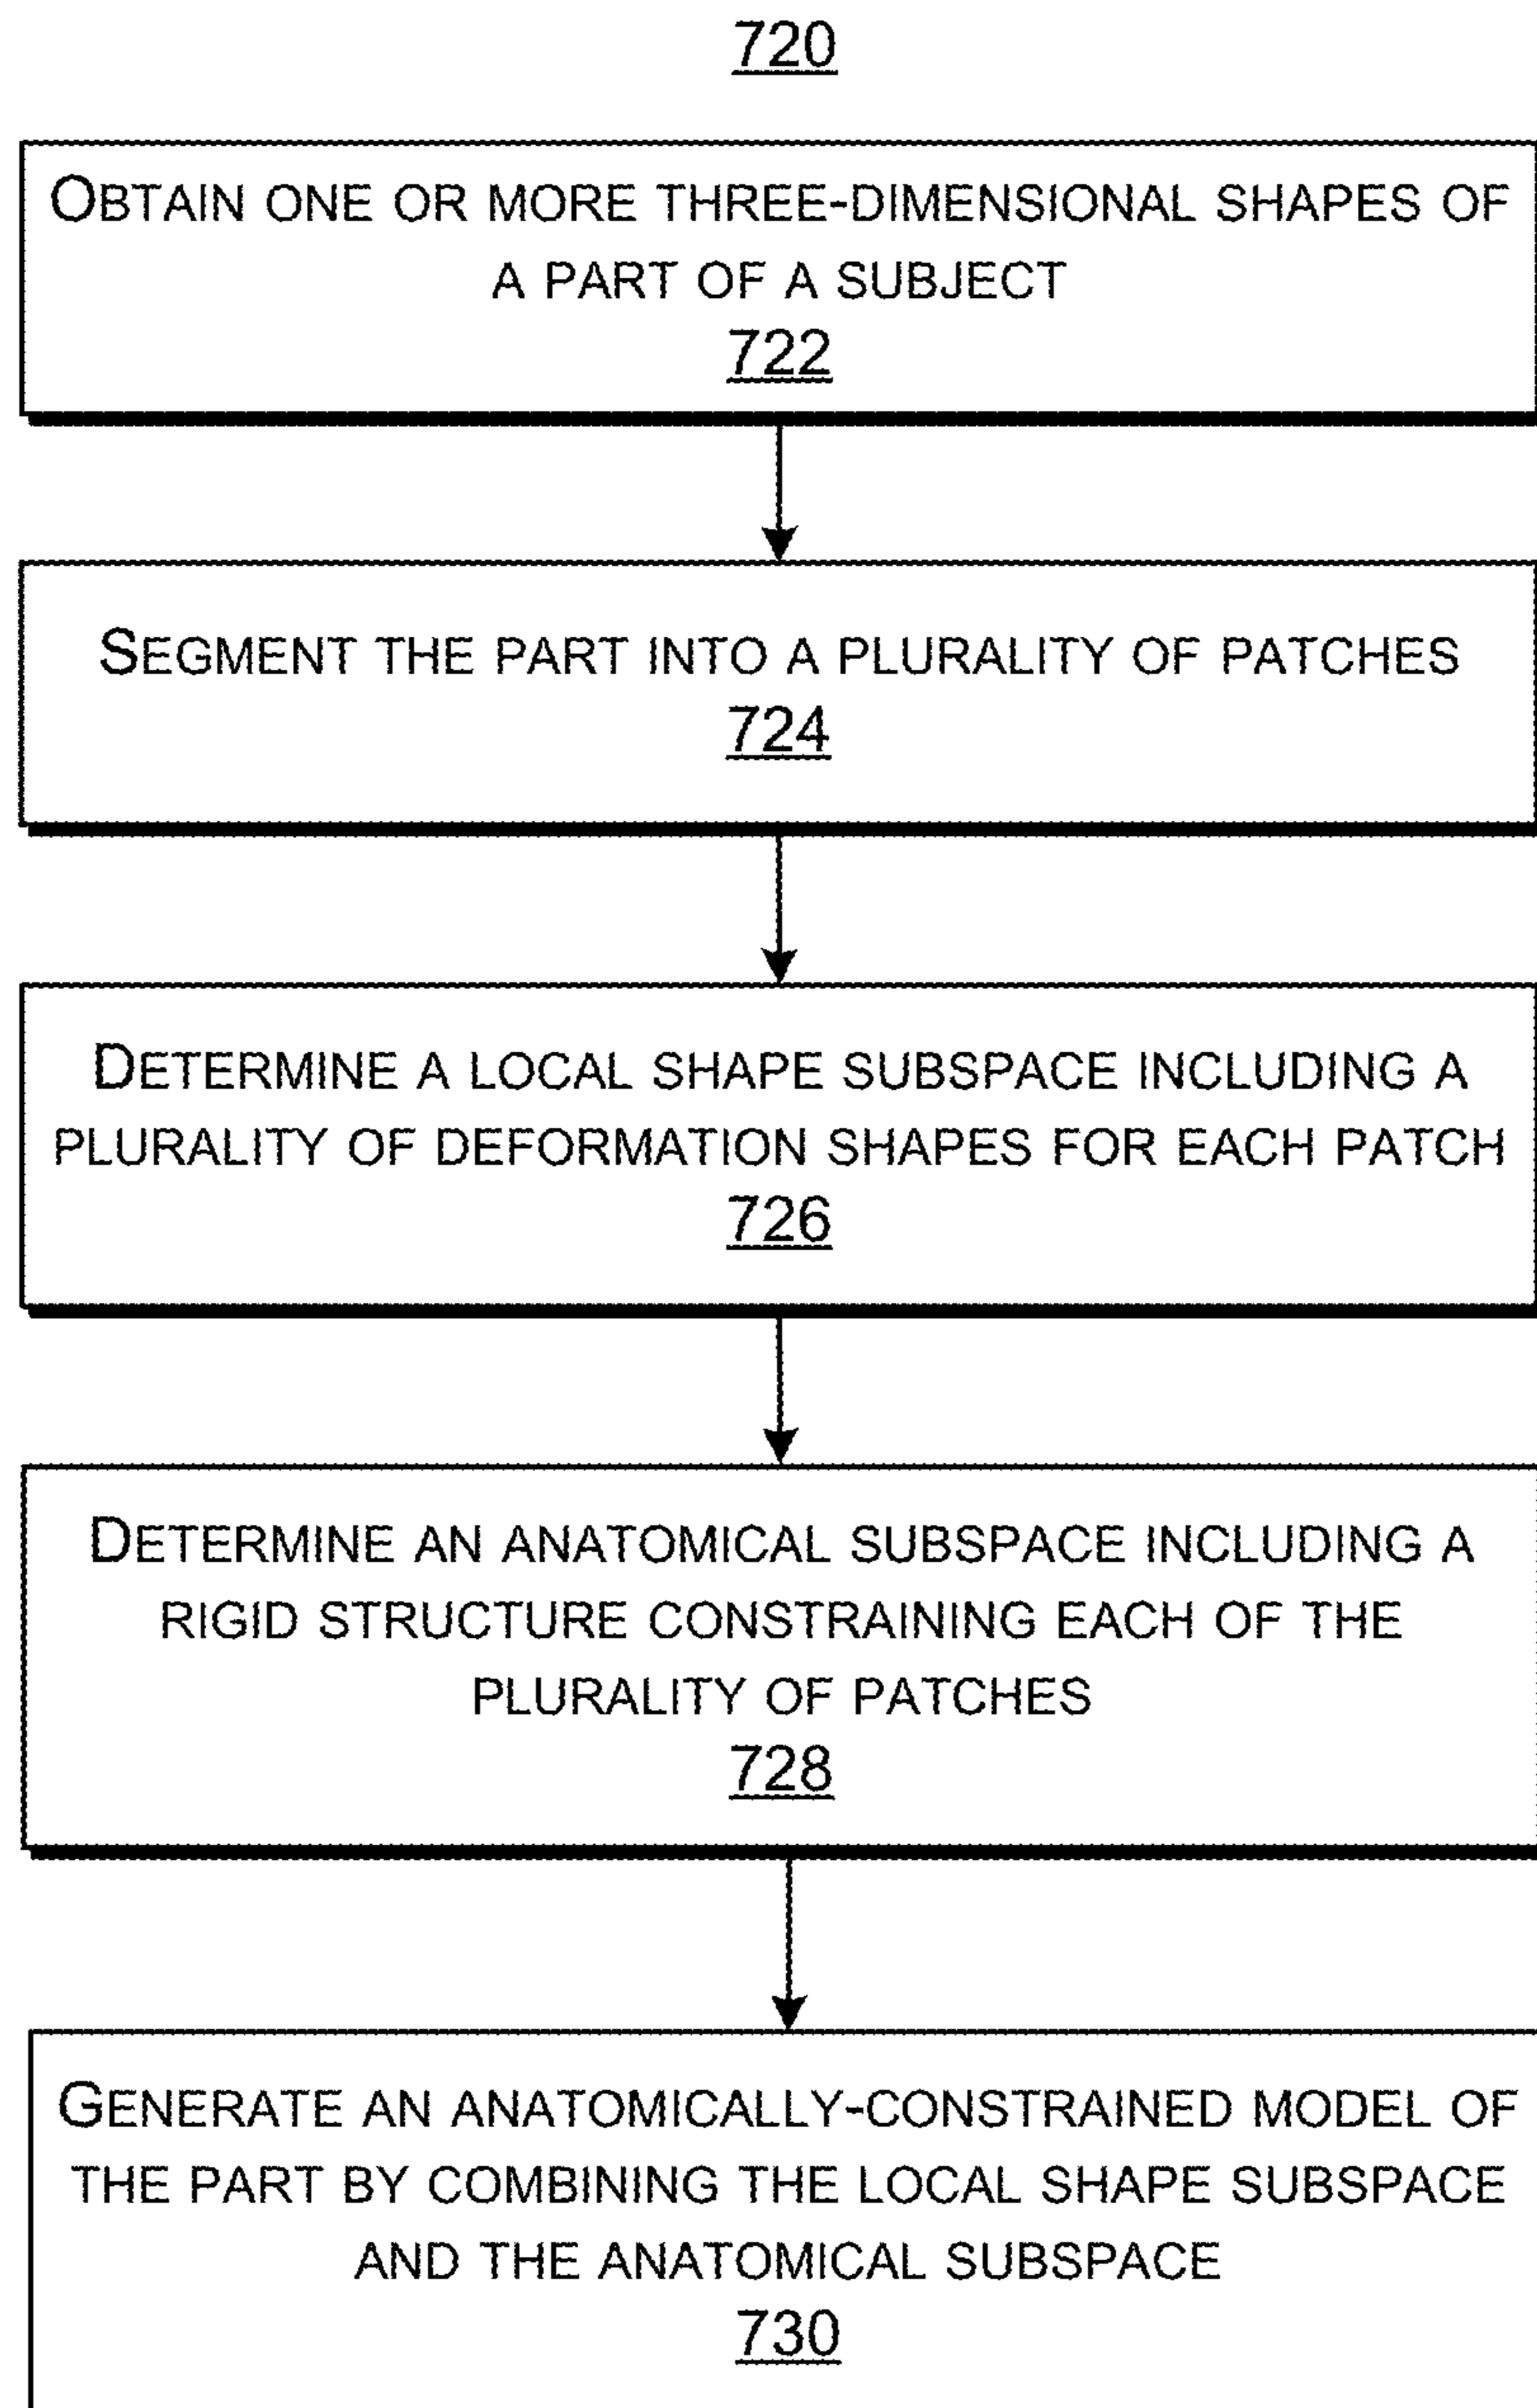 720
OBTAIN ONE OR MORE THREE-DIMENSIONAL SHAPES OF
A PART OF A SUBJECT
722
SEGMENT THE PART INTO A PLURALITY OF PATCHES
724
DETERMINE A LOCAL SHAPE SUBSPACE INCLUDING A
PLURALITY OF DEFORMATION SHAPES FOR EACH PATCH
726
DETERMINE AN ANATOMICAL SUBSPACE INCLUDING A
RIGID STRUCTURE CONSTRAINING EACH OF THE
PLURALITY OF PATCHES
728
GENERATE AN ANATOMICALLY-CONSTRAINED MODEL OF
THE PART BY COMBINING THE LOCAL SHAPE SUBSPACE
AND THE ANATOMICAL SUBSPACE
730